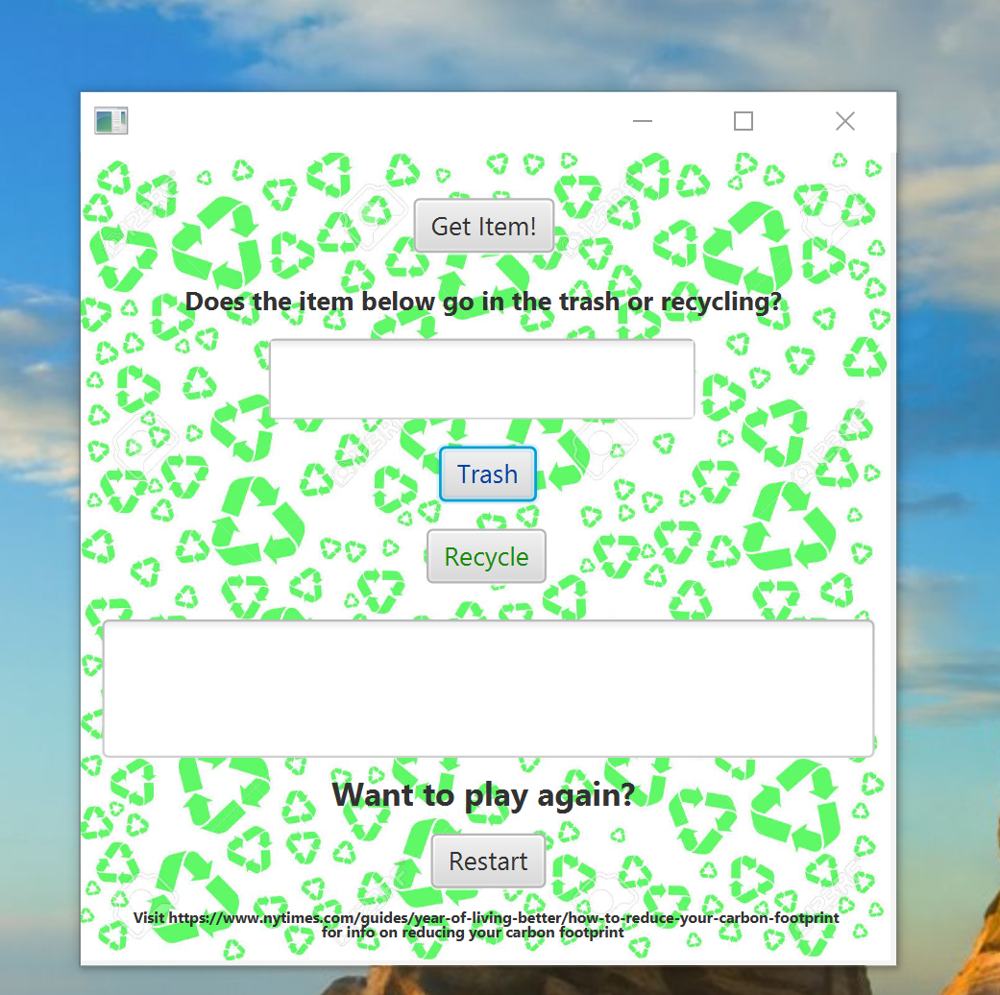 Get Item!
Does the item below go in the trash or recycling?
Trash
Recycle
Want to play again?
Restart
Visit https://www.nytimes.com/guides/year-of-living-better/how-to-reduce-your-carbon-footprint
for info on reducing your carbon footprint